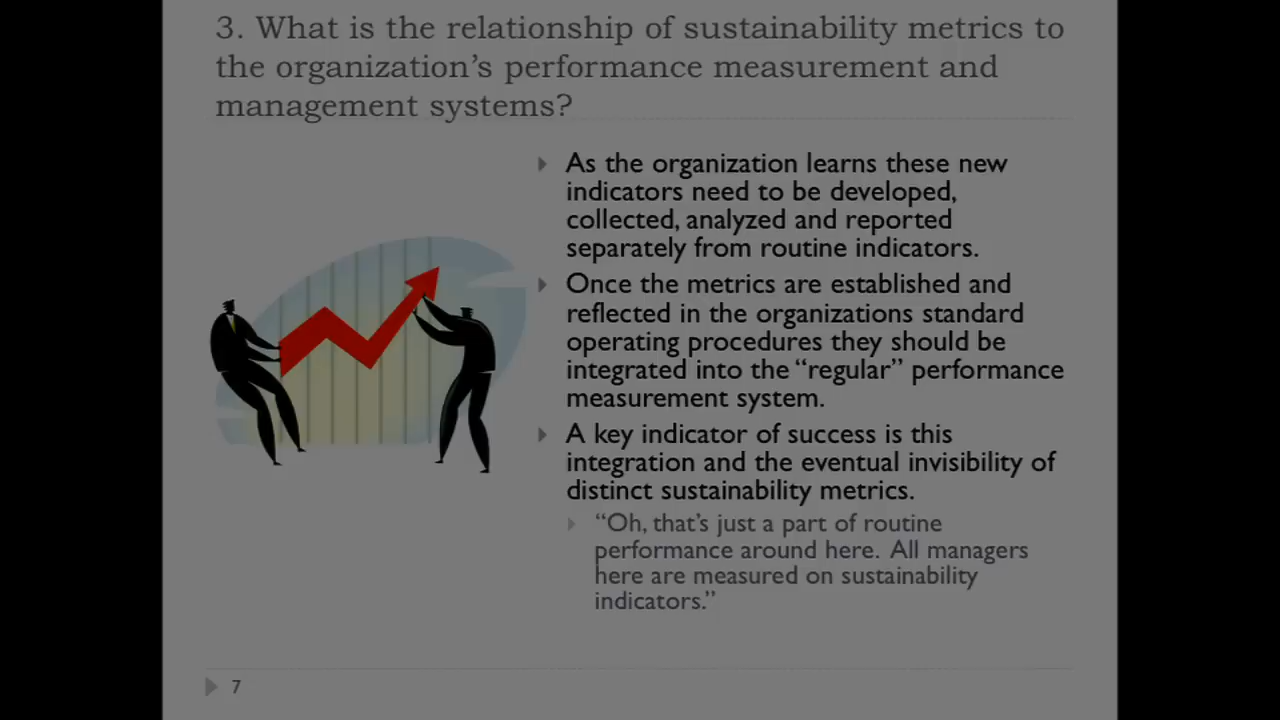 3. What is the relationship of sustainability metrics to
the organization’s performance measurement and
management systems?
As the organization learns these new
indicators need to be developed,
collected, analyzed and reported
separately from routine indicators.
Once the metrics are established and
reflected in the organizations standard
operating procedures they should be
integrated into the “regular” performance
measurement system.
A key indicator of success is this
integration and the eventual invisibility of
distinct sustainability metrics.
“Oh, that’s just a part of routine
performance around here. All managers
here are measured on sustainability
indicators.”
7